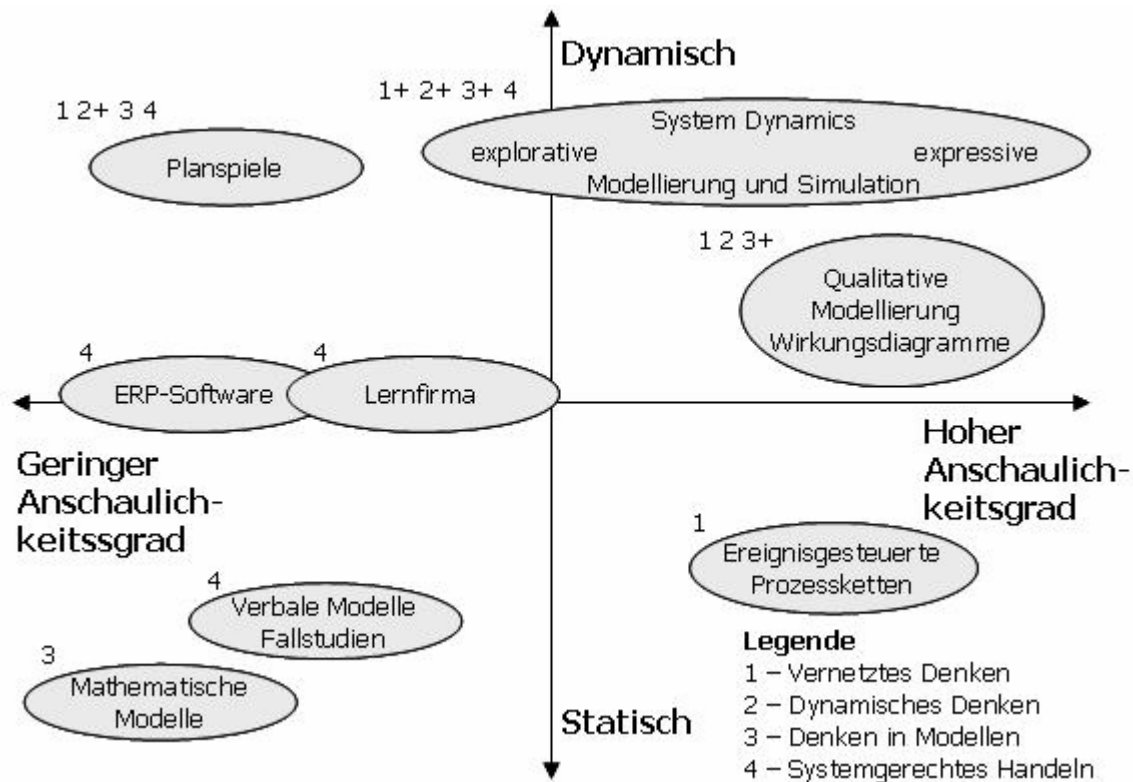 Dynamisch
1+ 2+ 3+ 4
1 2+ 3 4
System Dynamics
explorative expressive
Modellierung und Simulation
Planspiele
1 2 3+
Qualitative
Modellierung
Wirkungsdiagramme
4
ERP-Software
4
Lernfirma
Geringer
Anschaulich-
keitssgrad
Hoher
Anschaulich-
keitsgrad
1
Ereignisgesteuerte
Prozessketten
4
Verbale Modelle
Fallstudien
3
Mathematische
Modelle
Statisch
Legende
1 – Vernetztes Denken
2 – Dynamisches Denken
3 – Denken in Modellen
4 – Systemgerechtes Handeln